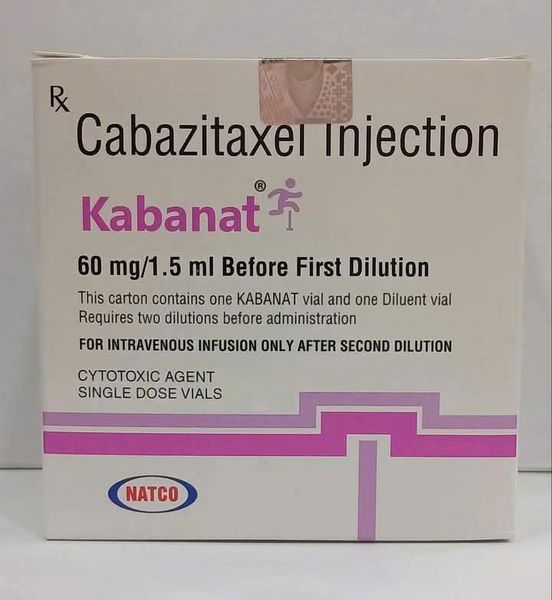 Rx
Cabazitaxel Injection
Kabanat®
60 mg/1.5 ml Before First Dilution
This carton contains one KABANAT vial and one Diluent vial
Requires two dilutions before administration
FOR INTRAVENOUS INFUSION ONLY AFTER SECOND DILUTION
CYTOTOXIC AGENT
SINGLE DOSE VIALS
NATCO